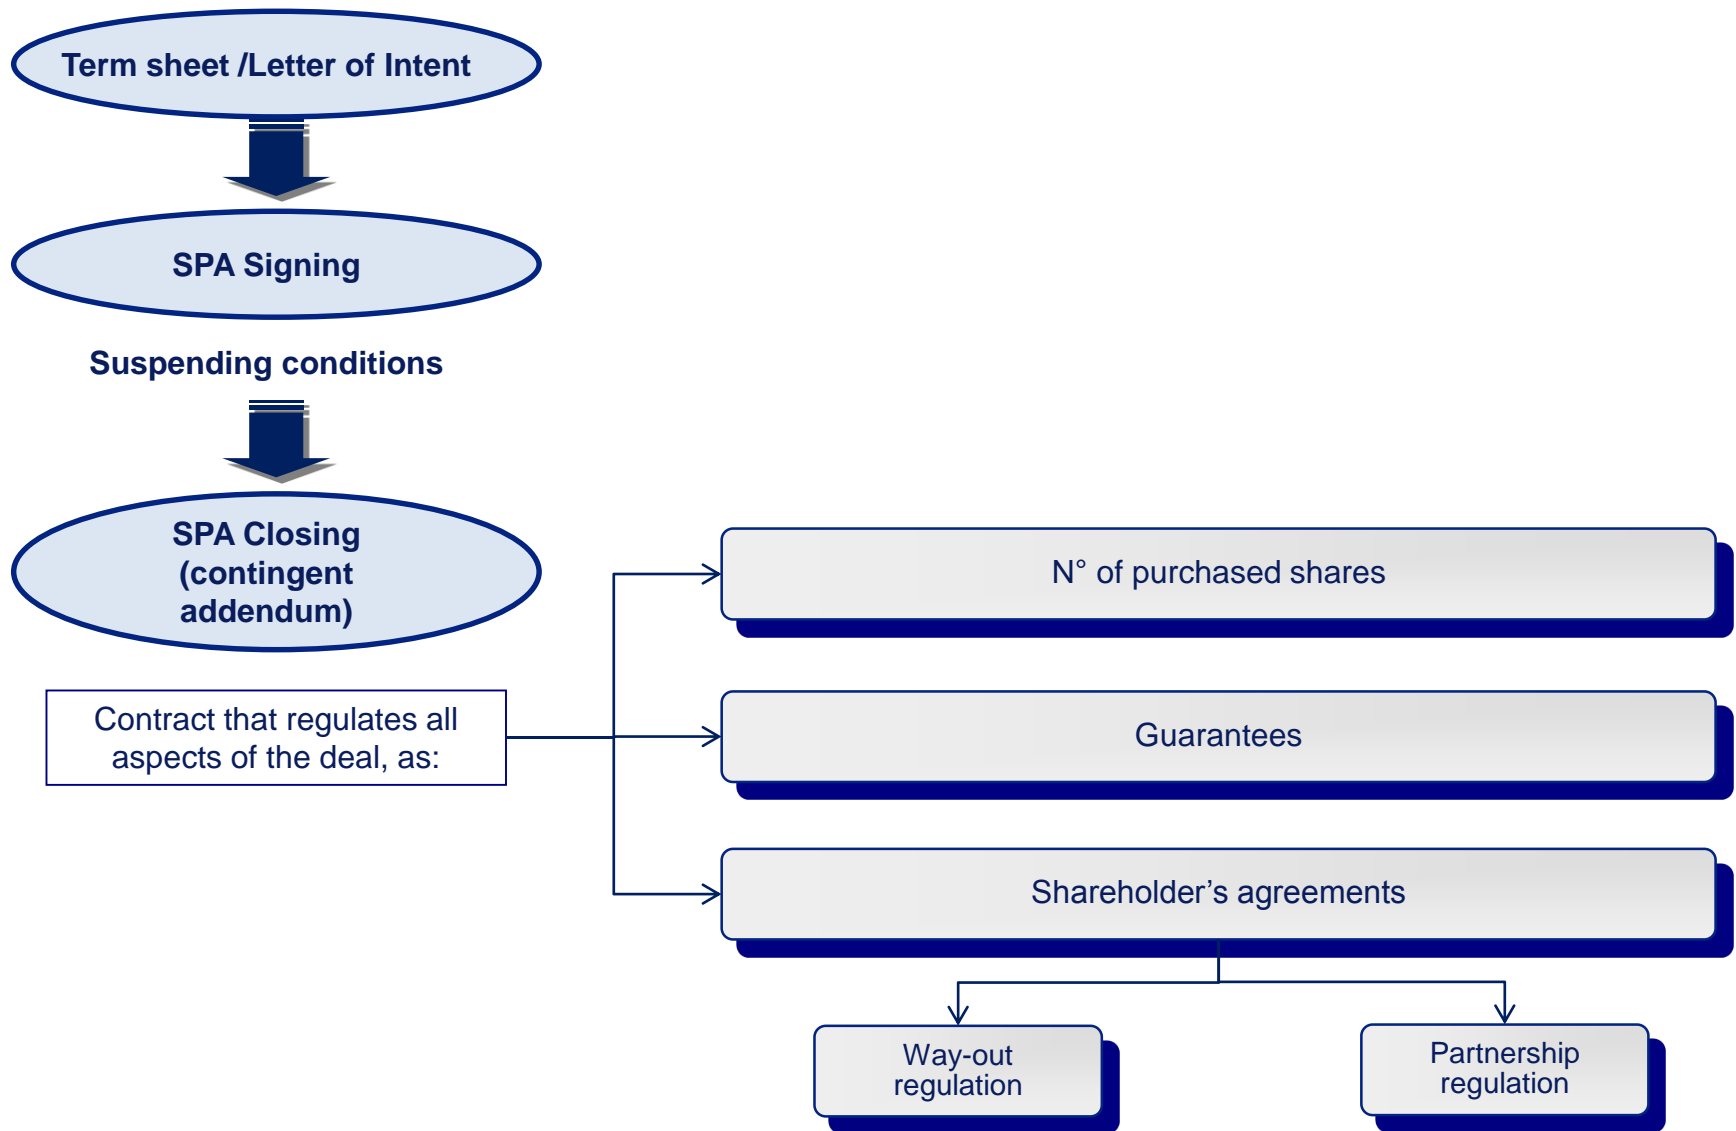 Term sheet /Letter of Intent
SPA Signing
Suspending conditions
SPA Closing
(contingent
addendum)
Contract that regulates all
aspects of the deal, as:
N° of purchased shares
Guarantees
Shareholder’s agreements
Way-out
regulation
Partnership
regulation